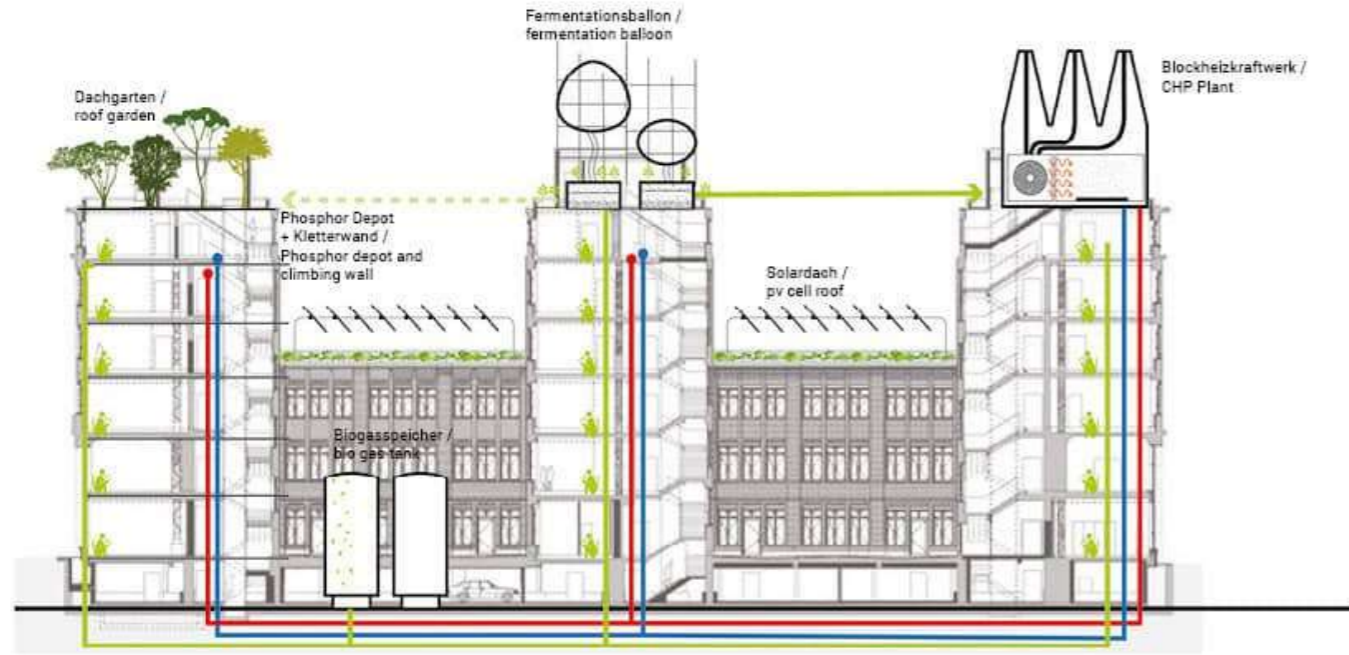 Fermentationsballon /
fermentation balloon
Blockheizkraftwerk /
CHP Plant
Dachgarten /
roof garden
Phosphor Depot
+ Kletterwand /
Phosphor depot and
climbing wall
Solardach /
pv cell roof
Biogasspeicher /
bio gas tank